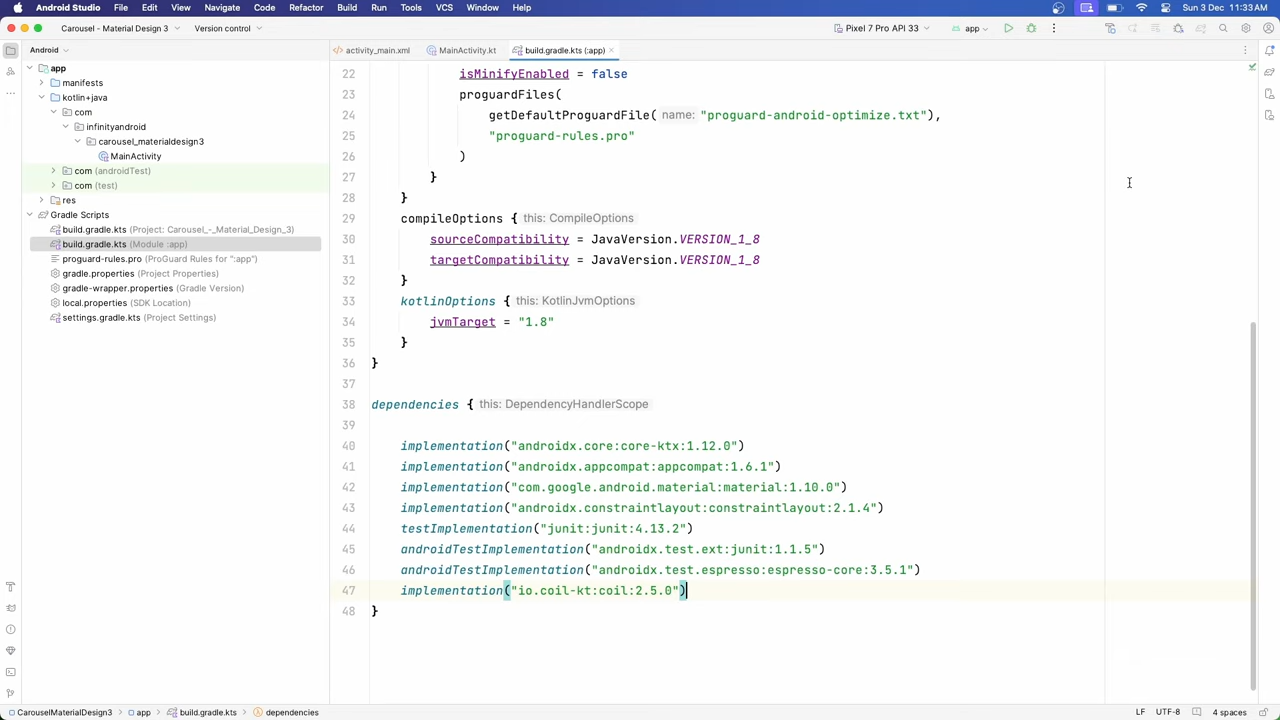 Android Studio File Edit View Navigate Code Refactor Build Run Tools VCS Window Help Sun 3 Dec 11:33 AM
Carousel - Material Design 3 Version control Pixel 7 Pro API 33 app
Android activity_main.xml MainActivity.kt build.gradle.kts (:app)
app
manifests
kotlin+java
com
infinityandroid
carousel_materialdesign3
MainActivity
com (androidTest)
com (test)
res
Gradle Scripts
build.gradle.kts (Project: Carousel_-_Material_Design_3)
build.gradle.kts (Module :app)
proguard-rules.pro (ProGuard Rules for ":app")
gradle.properties (Project Properties)
gradle-wrapper.properties (Gradle Version)
local.properties (SDK Location)
settings.gradle.kts (Project Settings)
22 isMinifyEnabled = false
23 proguardFiles(
24 getDefaultProguardFile( name: "proguard-android-optimize.txt"),
25 "proguard-rules.pro"
26 )
27 }
28 }
29 compileOptions { this: CompileOptions
30 sourceCompatibility = JavaVersion.VERSION_1_8
31 targetCompatibility = JavaVersion.VERSION_1_8
32 }
33 kotlinOptions { this: KotlinJvmOptions
34 jvmTarget = "1.8"
35 }
36 }
37
38 dependencies { this: DependencyHandlerScope
39
40 implementation("androidx.core:core-ktx:1.12.0")
41 implementation("androidx.appcompat:appcompat:1.6.1")
42 implementation("com.google.android.material:material:1.10.0")
43 implementation("androidx.constraintlayout:constraintlayout:2.1.4")
44 testImplementation("junit:junit:4.13.2")
45 androidTestImplementation("androidx.test.ext:junit:1.1.5")
46 androidTestImplementation("androidx.test.espresso:espresso-core:3.5.1")
47 implementation("io.coil-kt:coil:2.5.0")
48 }
CarouselMaterialDesign3 app build.gradle.kts dependencies LF UTF-8 4 spaces